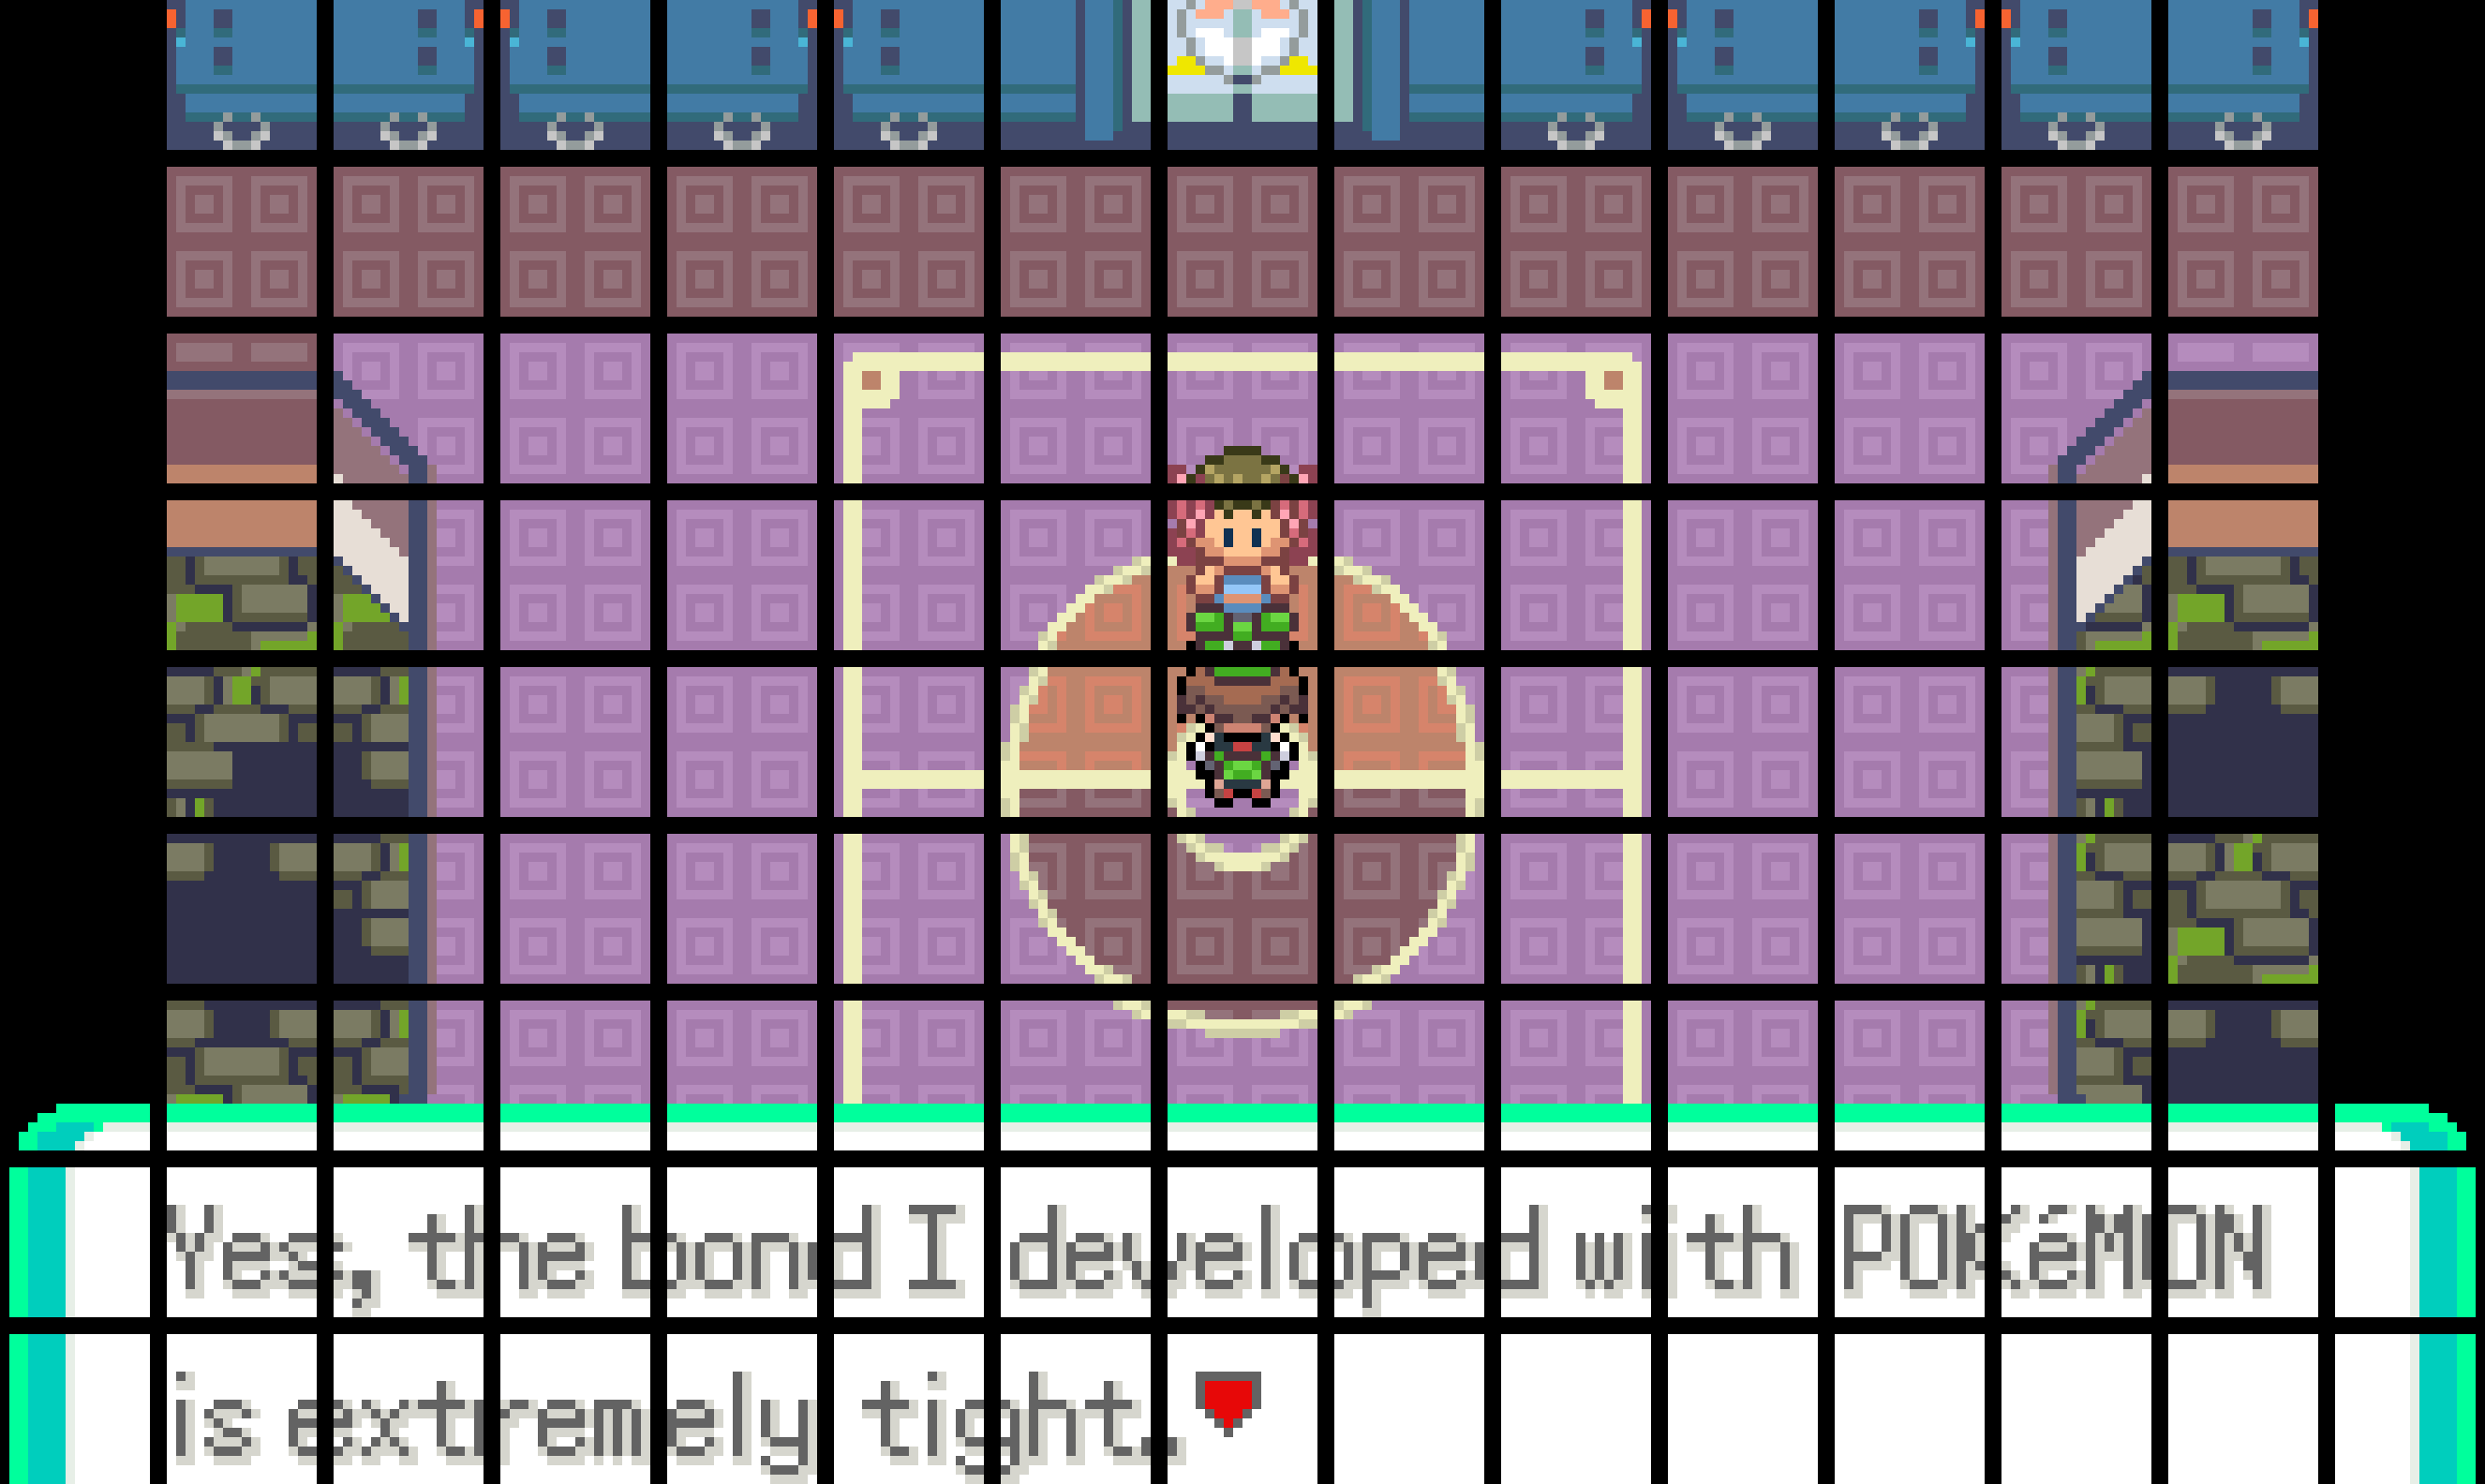 Yes, the bond I developed with POKéMON
is extremely tight.